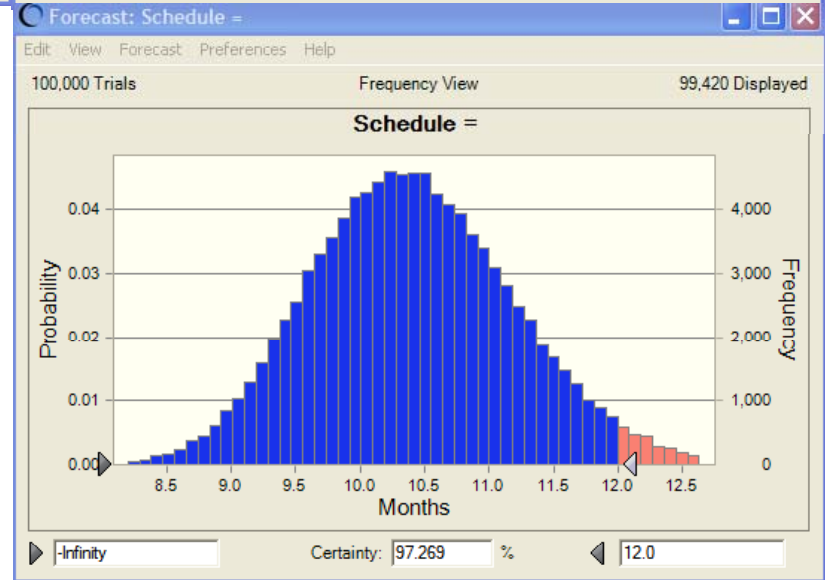 Forecast: Schedule =
Edit View Forecast Preferences Help
100,000 Trials Frequency View 99,420 Displayed
Schedule =
0.04
0.03
0.02
0.01
0.00
Probability
4,000
3,000
2,000
1,000
0
Frequency
8.5 9.0 9.5 10.0 10.5 11.0 11.5 12.0 12.5
Months
-Infinity Certainty: 97.269 % 12.0